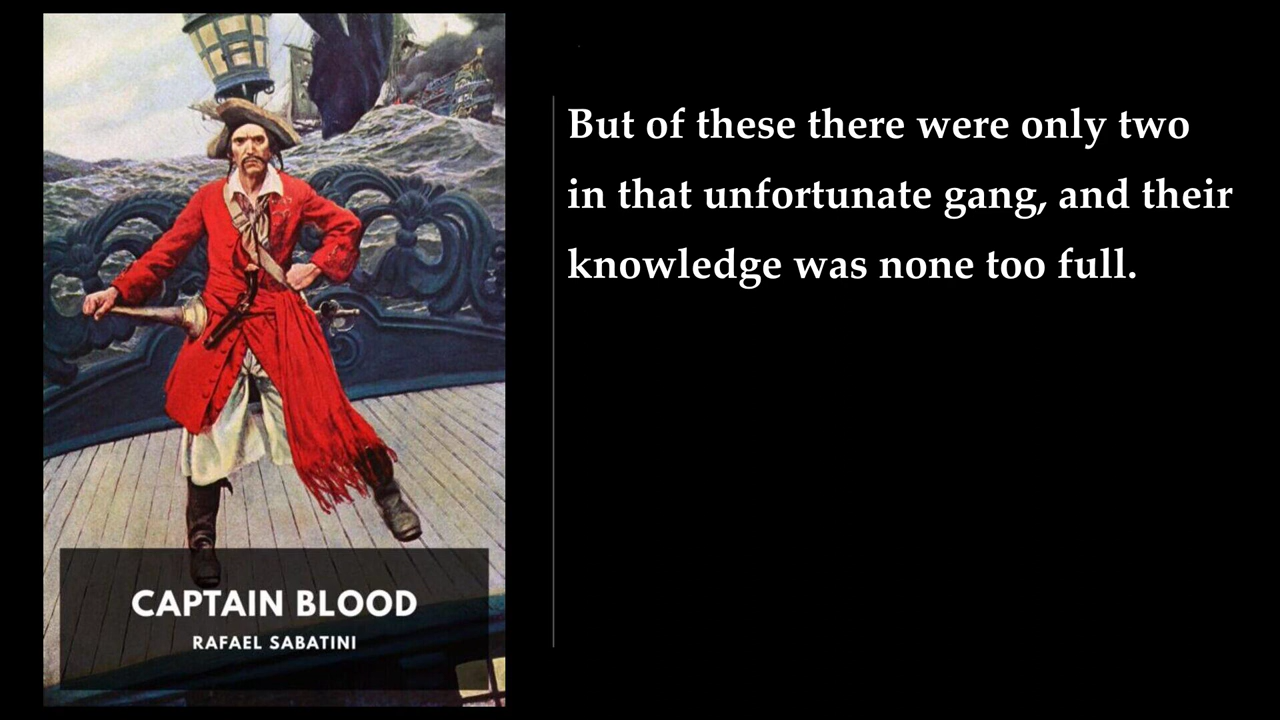 But of these there were only two
in that unfortunate gang, and their
knowledge was none too full.
CAPTAIN BLOOD
RAFAEL SABATINI